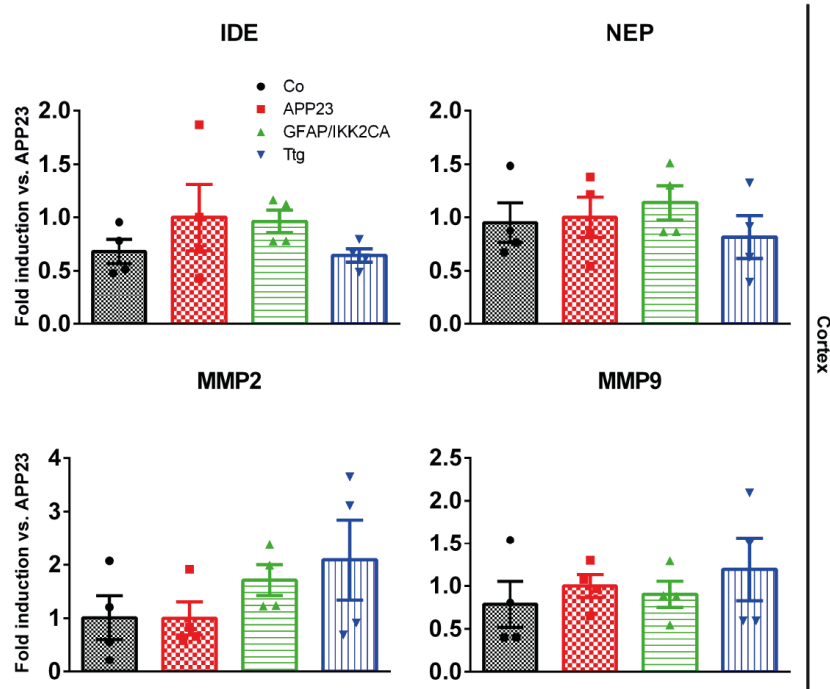 IDE
NEP
Co
APP23
GFAP/IKK2CA
Ttg
Fold induction vs. APP23
2.0
1.5
1.0
0.5
0.0
2.0
1.5
1.0
0.5
0.0
MMP2
MMP9
Fold induction vs. APP23
4
3
2
1
0
2.5
2.0
1.5
1.0
0.5
0.0
Cortex